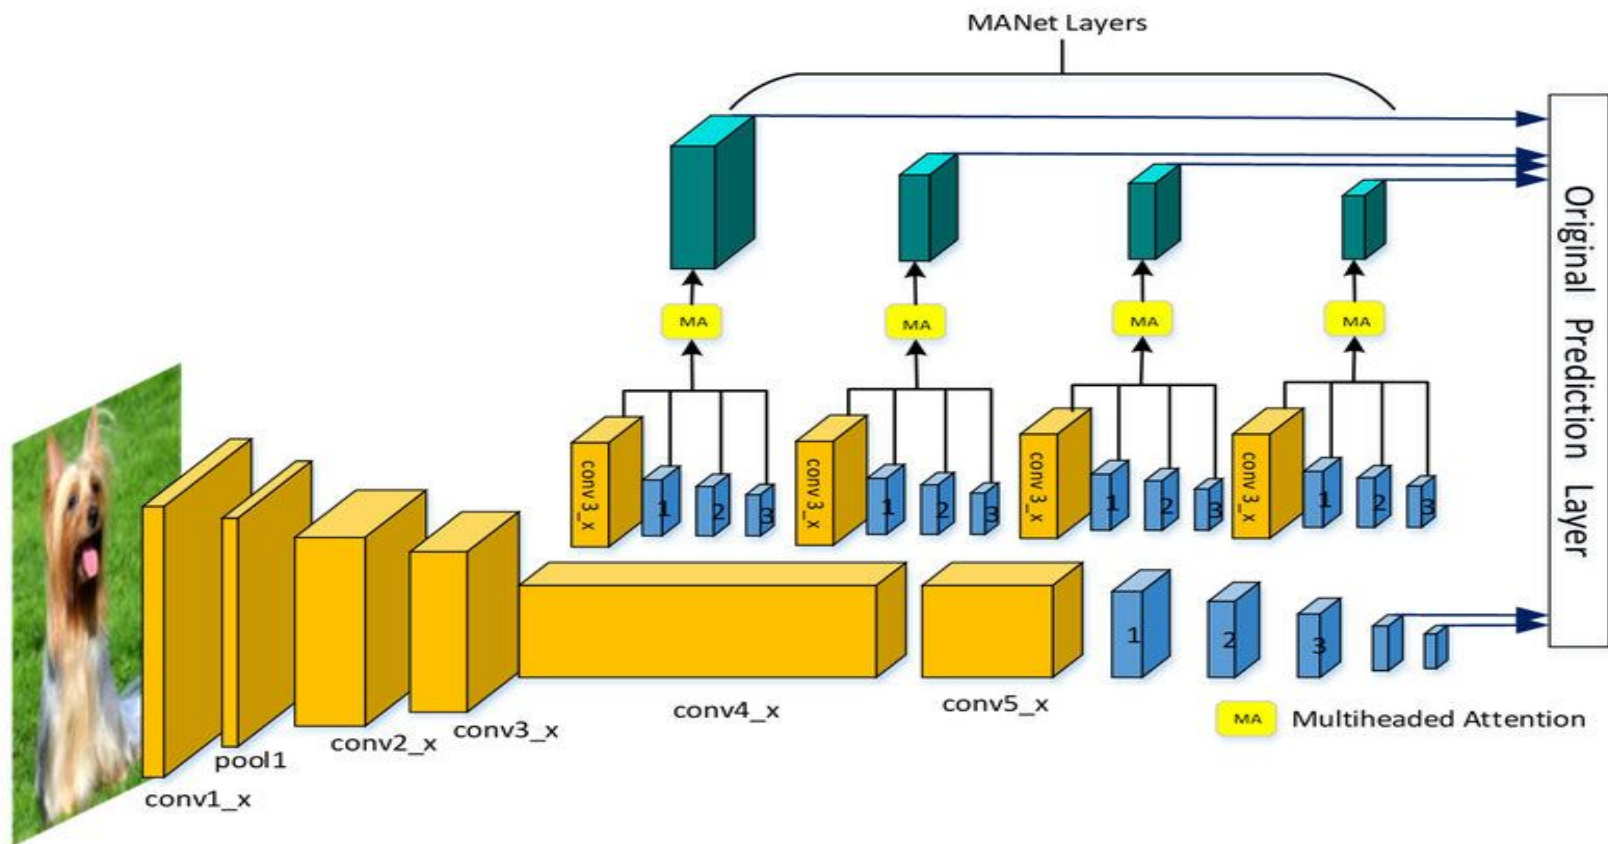 MANet Layers
Original Prediction Layer
MA
MA
MA
MA
conv 3_x
1
2
3
conv 3_x
1
2
3
conv 3_x
1
2
3
conv 3_x
1
2
3
1
2
3
conv1_x
pool1
conv2_x
conv3_x
conv4_x
conv5_x
MA Multiheaded Attention